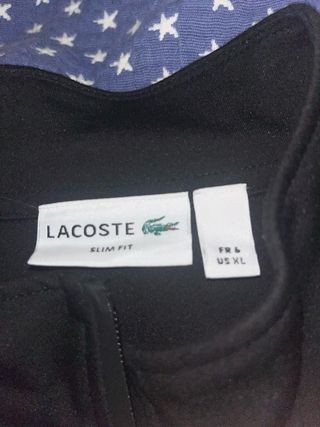 LACOSTE
SLIM FIT
FR 6
US XL